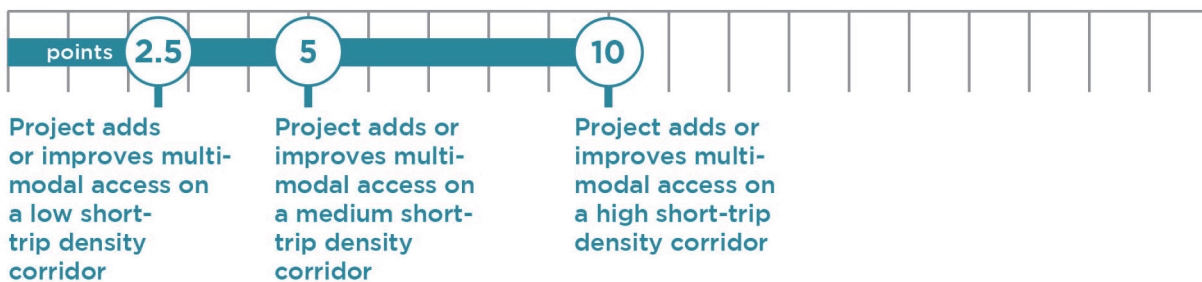 points 2.5 5 10
Project adds
or improves multi-
modal access on
a low short-
trip density
corridor
Project adds or
improves multi-
modal access on
a medium short-
trip density
corridor
Project adds or
improves multi-
modal access on
a high short-trip
density corridor